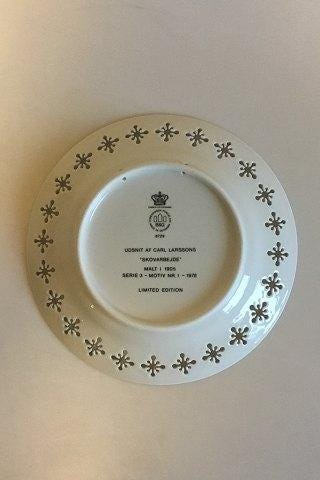 B&G
UDSNIT AF CARL LARSSONS
"SKOVARBEJDE"
MALT I 1905
SERIE 3 - MOTIV NR 1 - 1978
LIMITED EDITION